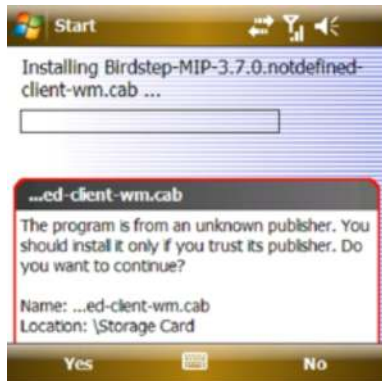 Start
Installing Birdstep-MIP-3.7.0.notdefined-
client-wm.cab ...
...ed-client-wm.cab
The program is from an unknown publisher. You
should install it only if you trust its publisher. Do
you want to continue?
Name: ...ed-client-wm.cab
Location: \Storage Card
Yes
No